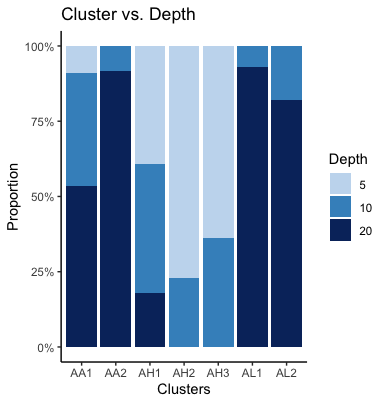 Cluster vs. Depth
100%
75%
50%
25%
0%
Proportion
AA1 AA2 AH1 AH2 AH3 AL1 AL2
Clusters
Depth
5
10
20